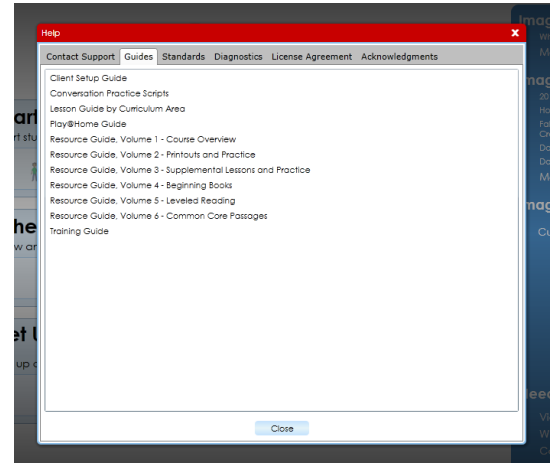 Help
x
Contact Support Guides Standards Diagnostics License Agreement Acknowledgments
Client Setup Guide
Conversation Practice Scripts
Lesson Guide by Curriculum Area
Play@Home Guide
Resource Guide, Volume 1 - Course Overview
Resource Guide, Volume 2 - Printouts and Practice
Resource Guide, Volume 3 - Supplemental Lessons and Practice
Resource Guide, Volume 4 - Beginning Books
Resource Guide, Volume 5 - Leveled Reading
Resource Guide, Volume 6 - Common Core Passages
Training Guide
Close